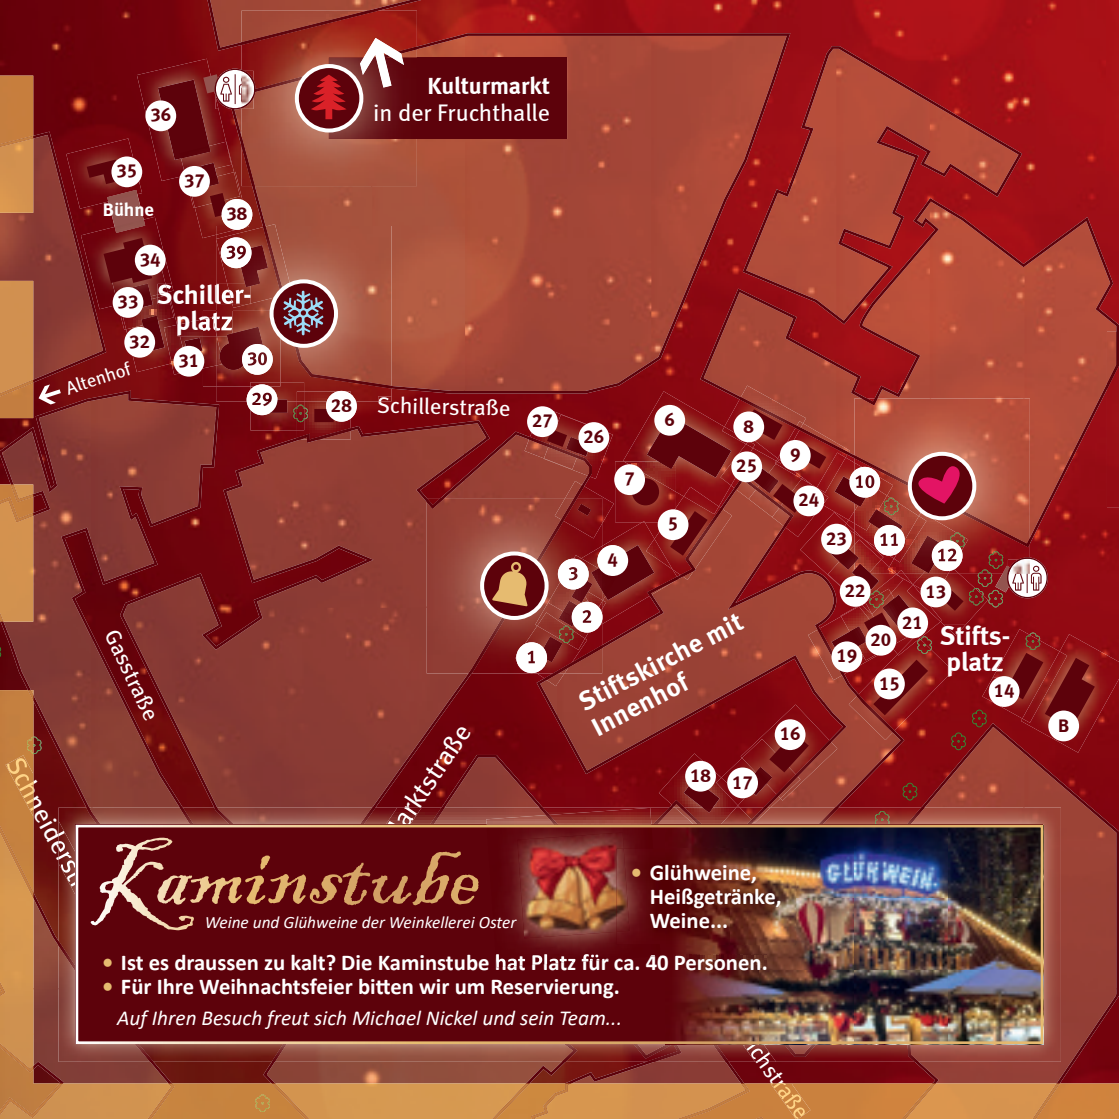 Kulturmarkt
in der Fruchthalle
36
35
37
Bühne
38
39
34
33
Schiller-
platz
32
31
30
Altenhof
29
28
Schillerstraße
27
26
6
8
9
25
7
10
24
5
23
11
12
4
3
22
13
2
21
20
1
19
Stifts-
platz
Stiftskirche mit
Innenhof
15
14
B
16
18
17
Gasstraße
GLÜHWEIN
Kaminstube
Weine und Glühweine der Weinkellerei Oster
• Glühweine,
Heißgetränke,
Weine...
• Ist es draussen zu kalt? Die Kaminstube hat Platz für ca. 40 Personen.
• Für Ihre Weihnachtsfeier bitten wir um Reservierung.
Auf Ihren Besuch freut sich Michael Nickel und sein Team...